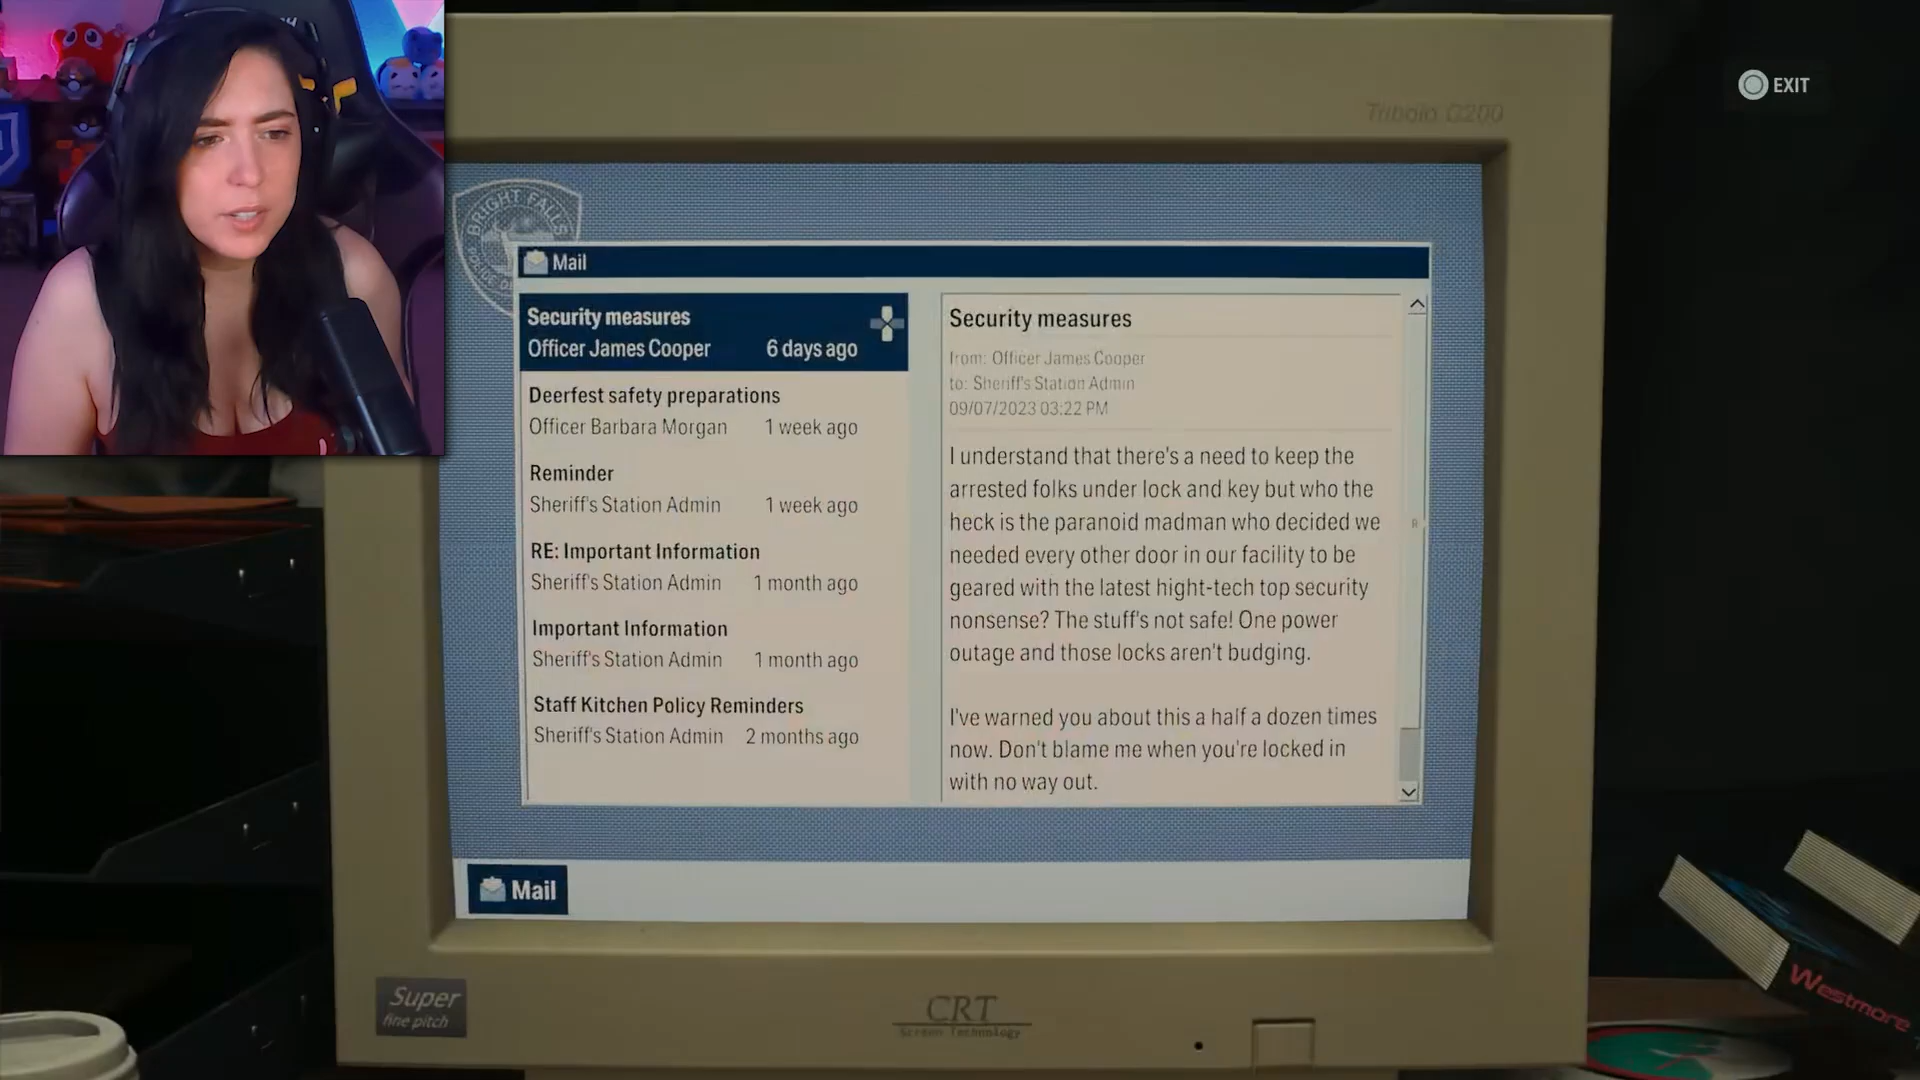 EXIT
BRIGHT FALLS
Mail
Security measures
Officer James Cooper 6 days ago
Deerfest safety preparations
Officer Barbara Morgan 1 week ago
Reminder
Sheriff's Station Admin 1 week ago
RE: Important Information
Sheriff's Station Admin 1 month ago
Important Information
Sheriff's Station Admin 1 month ago
Staff Kitchen Policy Reminders
Sheriff's Station Admin 2 months ago
Security measures
from: Officer James Cooper
to: Sheriff's Station Admin
09/07/2023 03:22 PM
I understand that there's a need to keep the
arrested folks under lock and key but who the
heck is the paranoid madman who decided we
needed every other door in our facility to be
geared with the latest hight-tech top security
nonsense? The stuff's not safe! One power
outage and those locks aren't budging.
I've warned you about this a half a dozen times
now. Don't blame me when you're locked in
with no way out.
R
Mail
Super
fine pitch
CRT
Screen Technology
Westmore